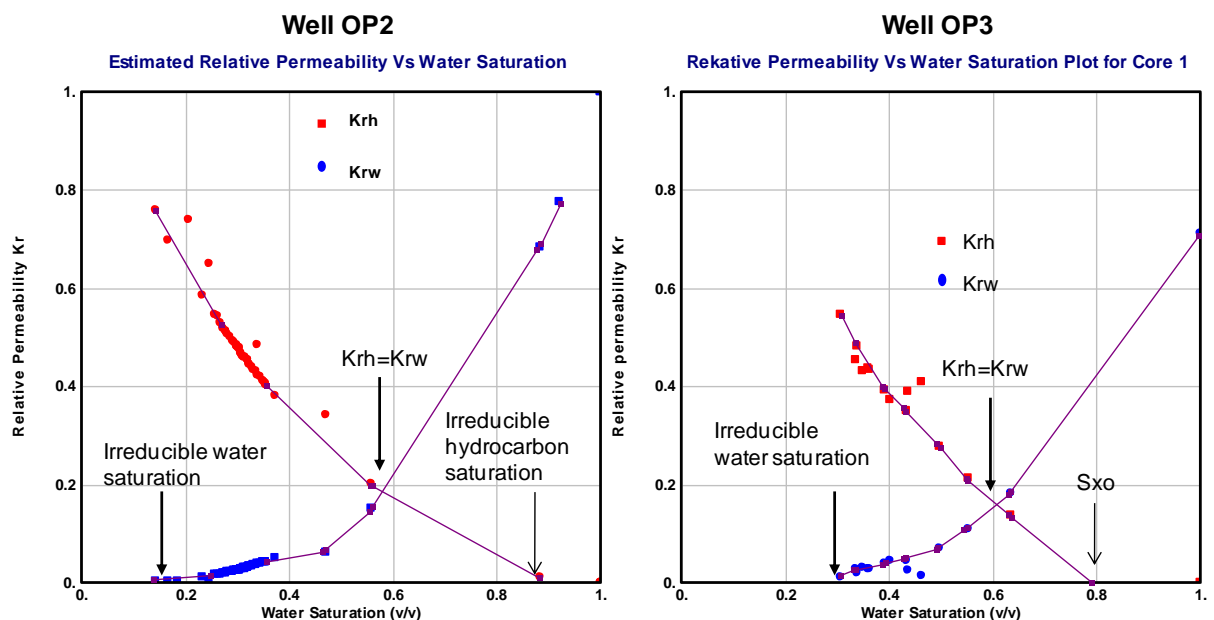 Well OP2
Estimated Relative Permeability Vs Water Saturation
1.
0.8
0.6
0.4
0.2
0.
Relative Permeability Kr
Krh
Krw
Krh=Krw
Irreducible water
saturation
Irreducible
hydrocarbon
saturation
0.
0.2
0.4
0.6
0.8
1.
Water Saturation (v/v)
Well OP3
Rekative Permability Vs Water Saturation Plot for Core 1
1.
0.8
0.6
0.4
0.2
0.
Relative permeability Kr
Krh
Krw
Krh=Krw
Irreducible
water saturation
Sxo
0.
0.2
0.4
0.6
0.8
1.
Water Saturation (v/v)